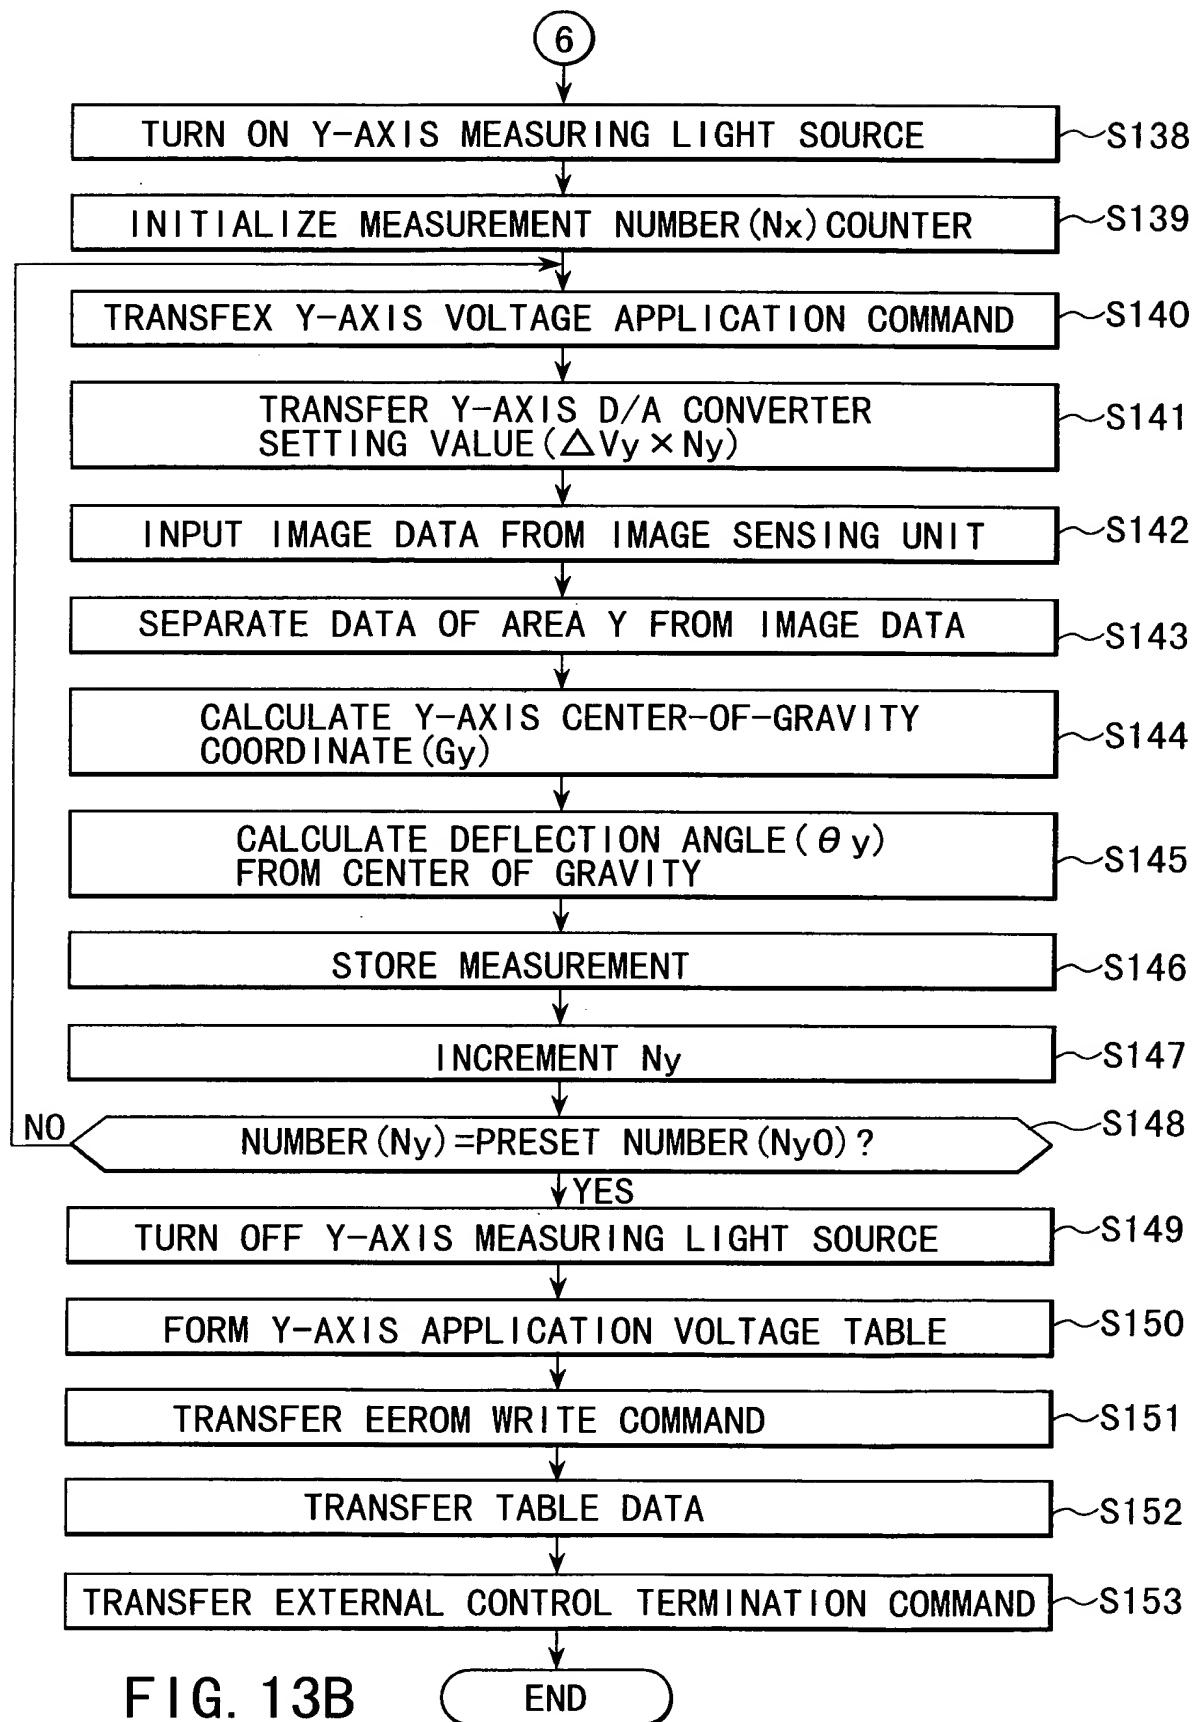 6
TURN ON Y-AXIS MEASURING LIGHT SOURCE
S138
INITIALIZE MEASUREMENT NUMBER(Nx)COUNTER
S139
TRANSFEX Y-AXIS VOLTAGE APPLICATION COMMAND
S140
TRANSFER Y-AXIS D/A CONVERTER
SETTING VALUE(△Vy×Ny)
S141
INPUT IMAGE DATA FROM IMAGE SENSING UNIT
S142
SEPARATE DATA OF AREA Y FROM IMAGE DATA
S143
CALCULATE Y-AXIS CENTER-OF-GRAVITY
COORDINATE(Gy)
S144
CALCULATE DEFLECTION ANGLE(θy)
FROM CENTER OF GRAVITY
S145
STORE MEASUREMENT
S146
INCREMENT Ny
S147
NO
NUMBER(Ny)=PRESET NUMBER(Ny0)?
S148
YES
TURN OFF Y-AXIS MEASURING LIGHT SOURCE
S149
FORM Y-AXIS APPLICATION VOLTAGE TABLE
S150
TRANSFER EEROM WRITE COMMAND
S151
TRANSFER TABLE DATA
S152
TRANSFER EXTERNAL CONTROL TERMINATION COMMAND
S153
END
FIG. 13B